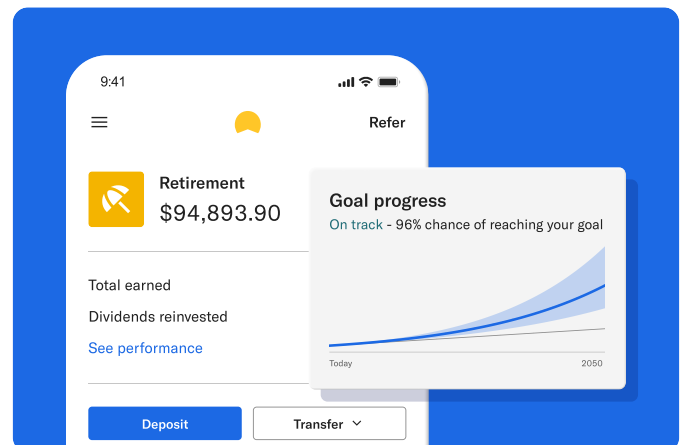 9:41
Refer
Retirement
$94,893.90
Goal progress
On track - 96% chance of reaching your goal
Total earned
Dividends reinvested
See performance
Today
2050
Deposit
Transfer